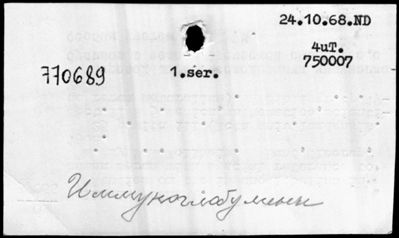 24.10.68.ND
4uT.
770689
1.ser.
750007
Иммуноглобулины